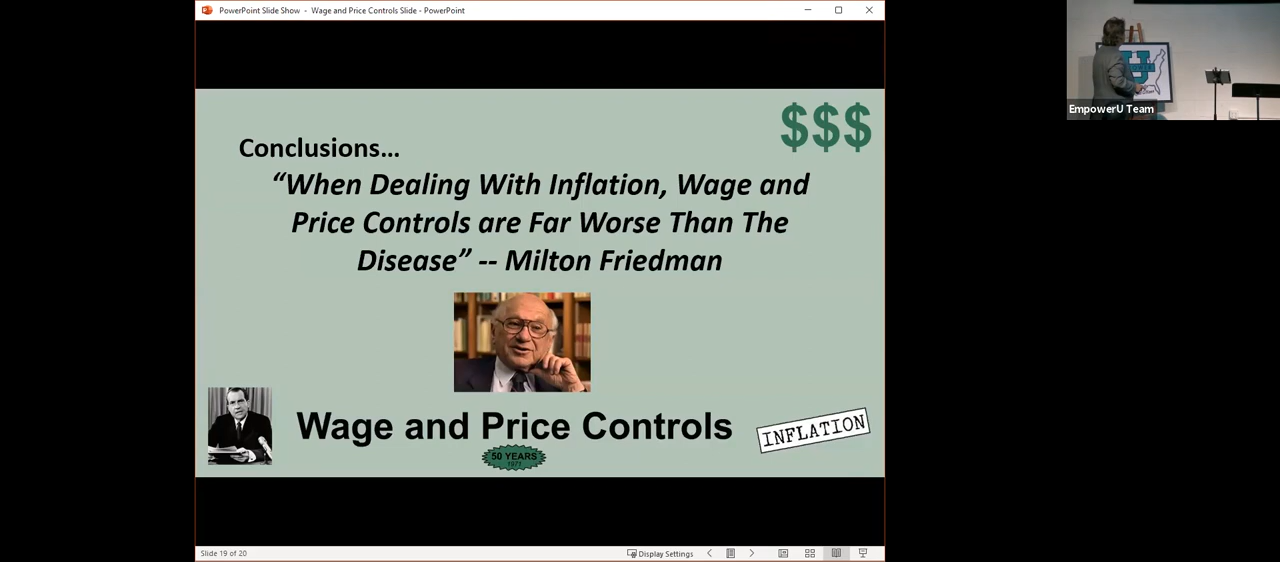 PowerPoint Slide Show - Wage and Price Controls Slide - PowerPoint
$$$
Conclusions...
“When Dealing With Inflation, Wage and
Price Controls are Far Worse Than The
Disease” -- Milton Friedman
Wage and Price Controls
INFLATION
50 YEARS
1971
Slide 19 of 20
Display Settings
U
EmpowerU Team